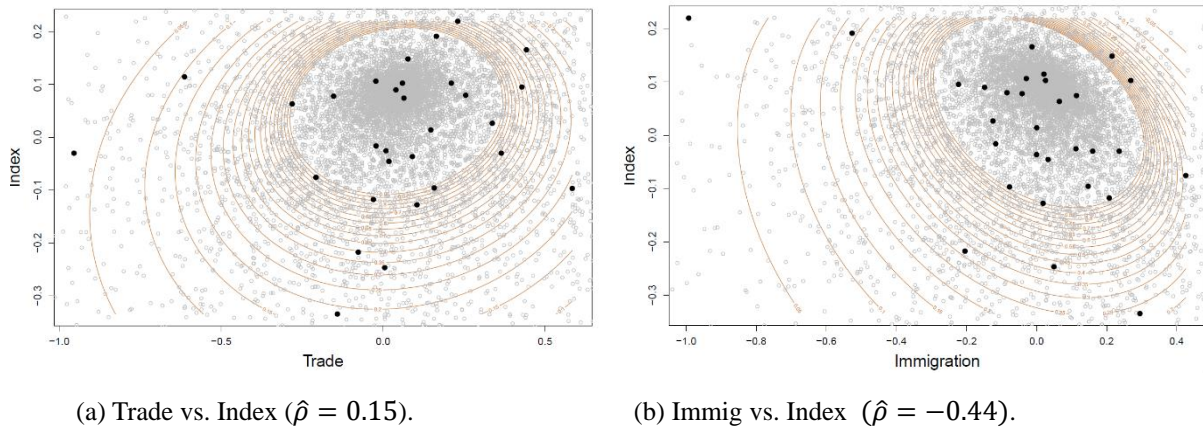 0.2
0.1
0.0
−0.1
−0.2
−0.3
Index
−1.0 −0.5 0.0 0.5
Trade
0.2
0.1
0.0
−0.1
−0.2
−0.3
Index
−1.0 −0.8 −0.6 −0.4 −0.2 0.0 0.2 0.4
Immigration
(a) Trade vs. Index (ρ̂ = 0.15).
(b) Immig vs. Index (ρ̂ = −0.44).